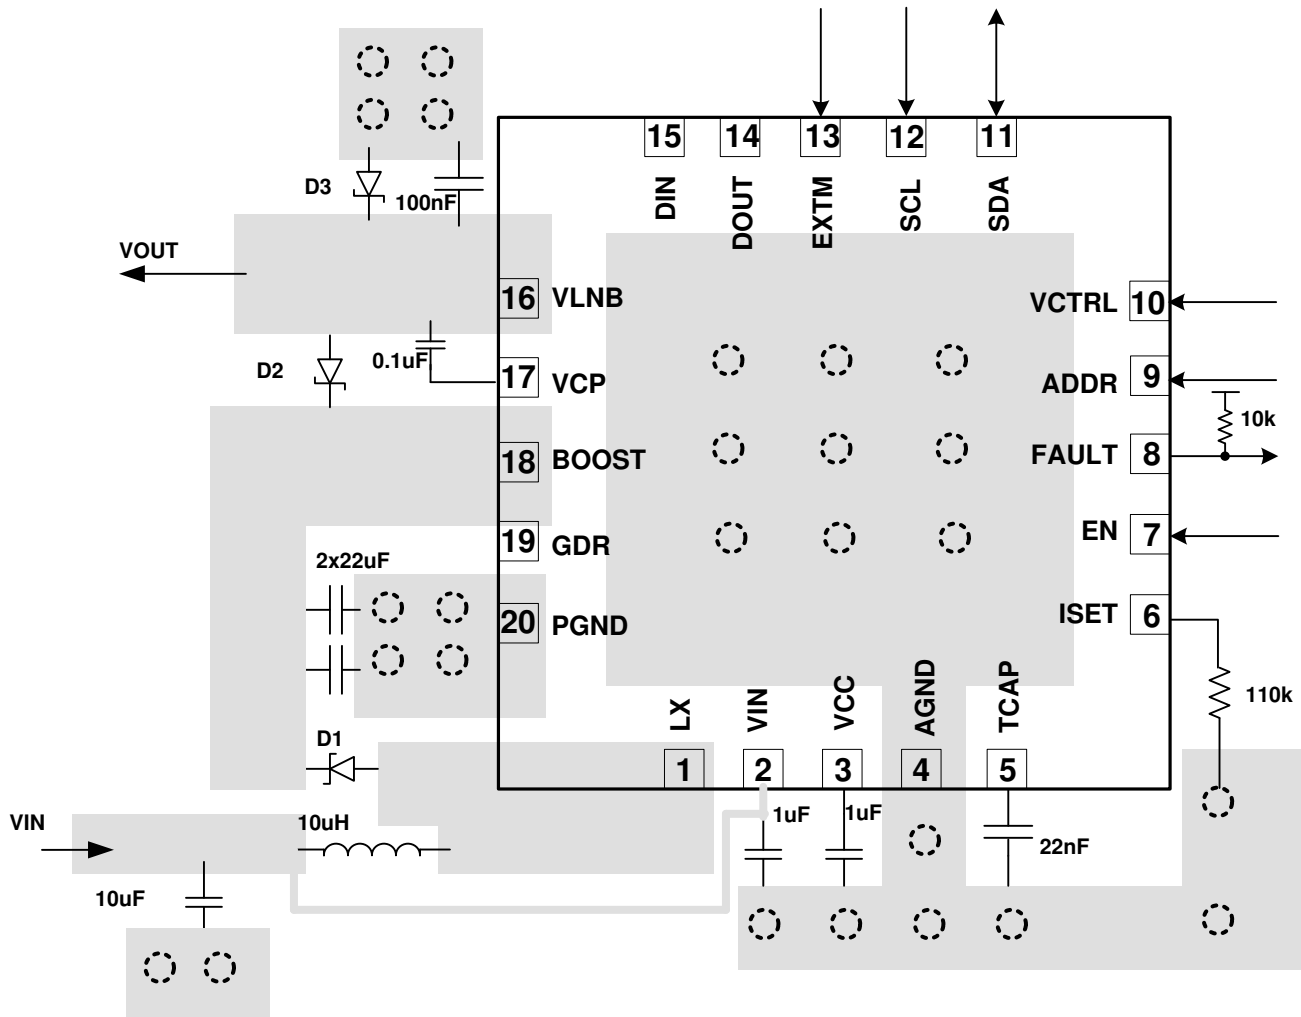 15
14
13
12
11
DIN
DOUT
EXTM
SCL
SDA
D3
100nF
VOUT
16
VLNB
VCTRL
10
D2
0.1uF
17
VCP
ADDR
9
10k
18
BOOST
FAULT
8
19
GDR
EN
7
2x22uF
20
PGND
ISET
6
110k
LX
VIN
VCC
AGND
TCAP
D1
1
2
3
4
5
VIN
10uH
1uF
1uF
22nF
10uF